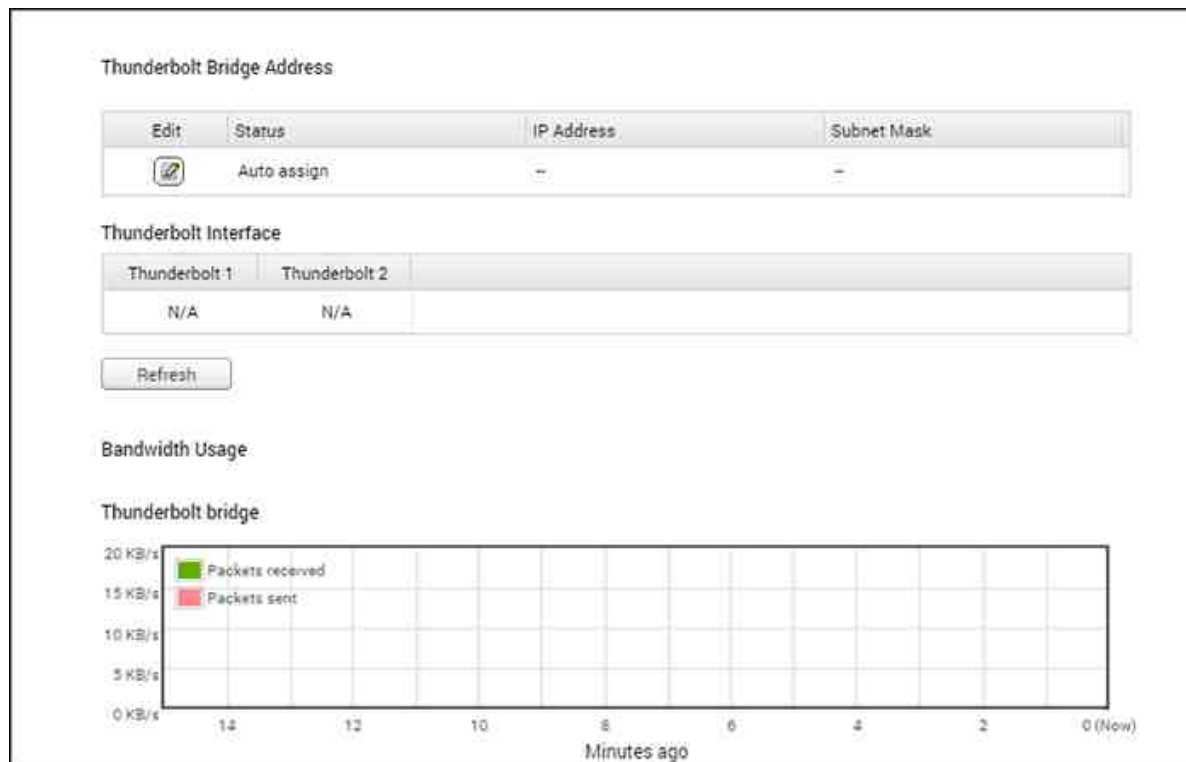 Thunderbolt Bridge Address
Edit Status IP Address Subnet Mask
Auto assign -- --
Thunderbolt Interface
Thunderbolt 1 Thunderbolt 2
N/A N/A
Refresh
Bandwidth Usage
Thunderbolt bridge
20 KB/s
Packets received
15 KB/s
Packets sent
10 KB/s
5 KB/s
0 KB/s
14 12 10 8 6 4 2 0 (Now)
Minutes ago